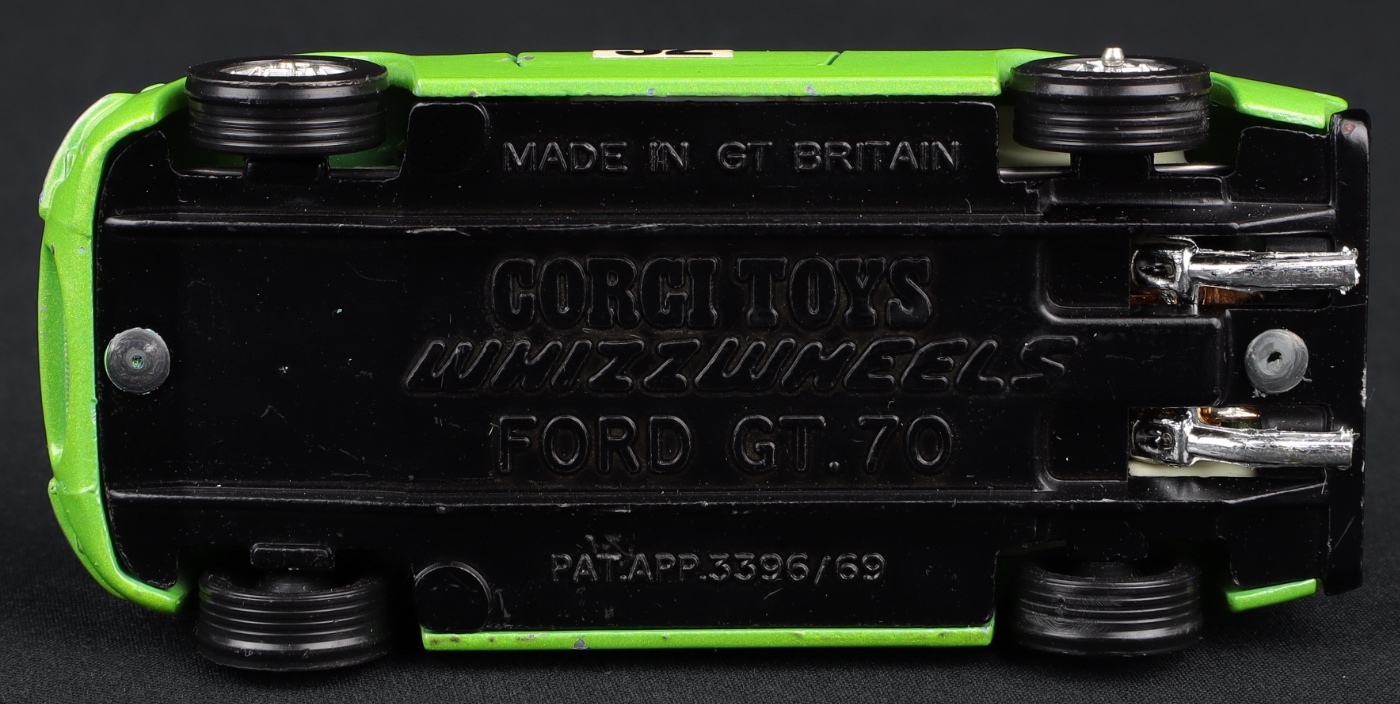 MADE IN GT BRITAIN
CORGI TOYS
WHIZZWHEELS
FORD GT.70
PAT.APP.3396/69